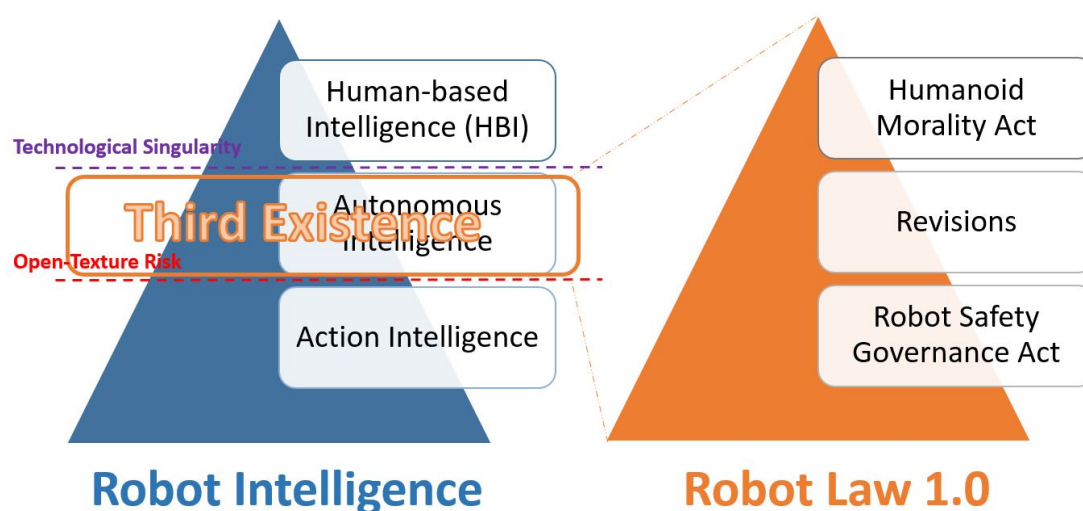 Human-based
Intelligence (HBI)
Technological Singularity
Third Existence
Autonomous
Intelligence
Open-Texture Risk
Action Intelligence
Robot Intelligence
Humanoid
Morality Act
Revisions
Robot Safety
Governance Act
Robot Law 1.0